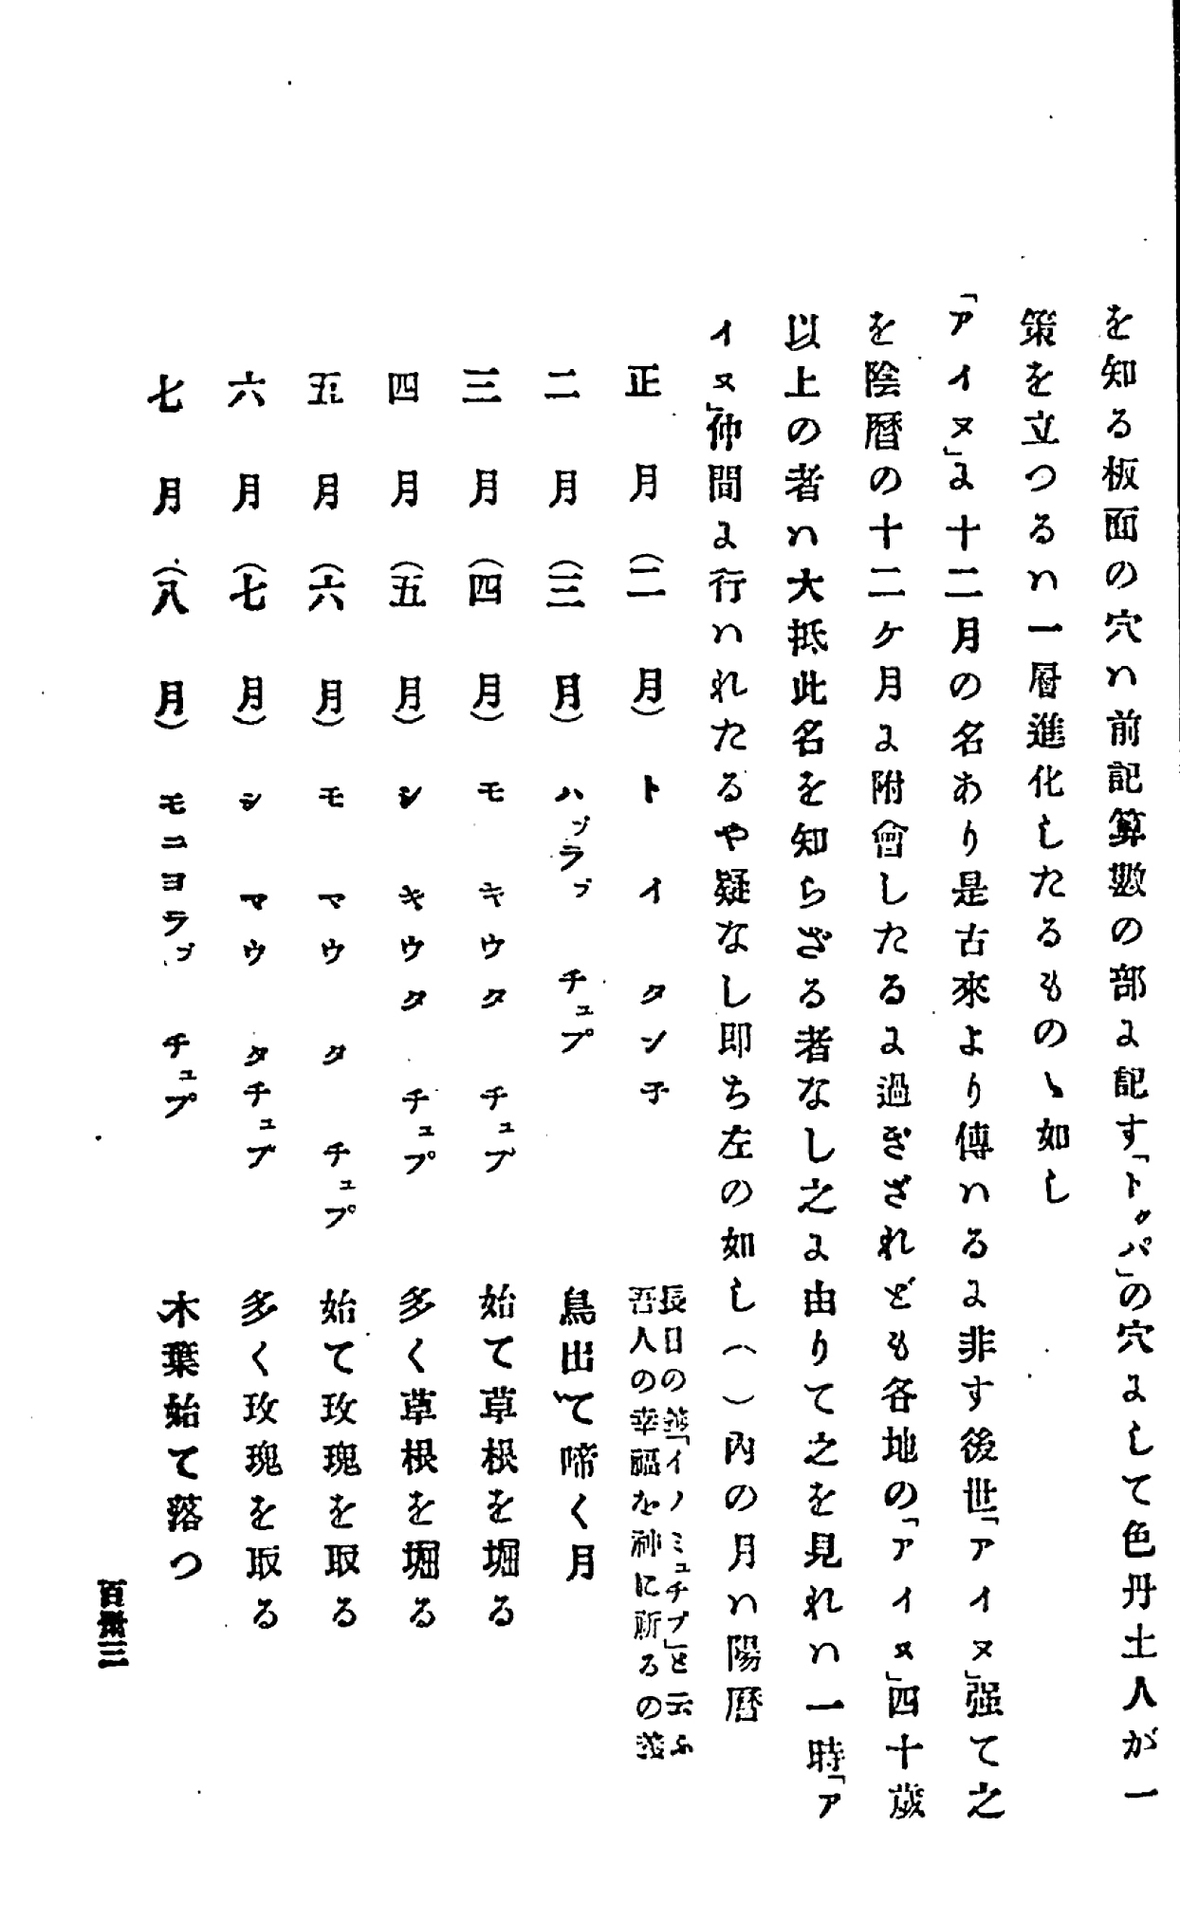 を知る板面の穴ハ前記算數の部に記す「トゥパ」の穴にして色丹土人が一
策を立つるハ一層進化したるものゝ如し
「アイヌ」に十二月の名あり是古來より傳ハるに非す後世「アイヌ」强て之
を陰曆の十二ケ月に附會したるに過ぎざれども各地の「アイヌ」四十歲
以上の者ハ大抵此名を知らざる者なし之に由りて之を見れハ一時「ア
イヌ」仲間に行ハれたるや疑なし卽ち左の如し（　）內の月ハ陽曆
正月（二月）トイタンネ 長日の義「イノミュチプ」と云ふ
吾人の幸福を神に祈るの義
二月（三月）ハプラプ チュプ 鳥出でて啼く月
三月（四月）モキウタ チュプ 始て草根を堀る
四月（五月）シキウタ チュプ 多く草根を堀る
五月（六月）モマウタ チュプ 始て玫瑰を取る
六月（七月）シマウタチュプ 多く玫瑰を取る
七月（八月）モニヨラプ チュプ 木葉始て落つ
百卅三